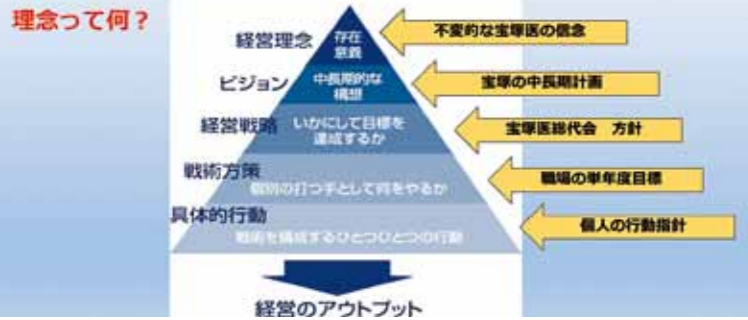 理念って何？
経営理念
存在
意義
不変的な宝塚医の信念
ビジョン
中長期的な
構想
宝塚の中長期計画
経営戦略
いかにして目標を
達成するか
宝塚医総代会　方針
戦術方策
個別の打つ手として何をやるか
職場の単年度目標
具体的行動
戦術を構成するひとつひとつの行動
個人の行動指針
経営のアウトプット